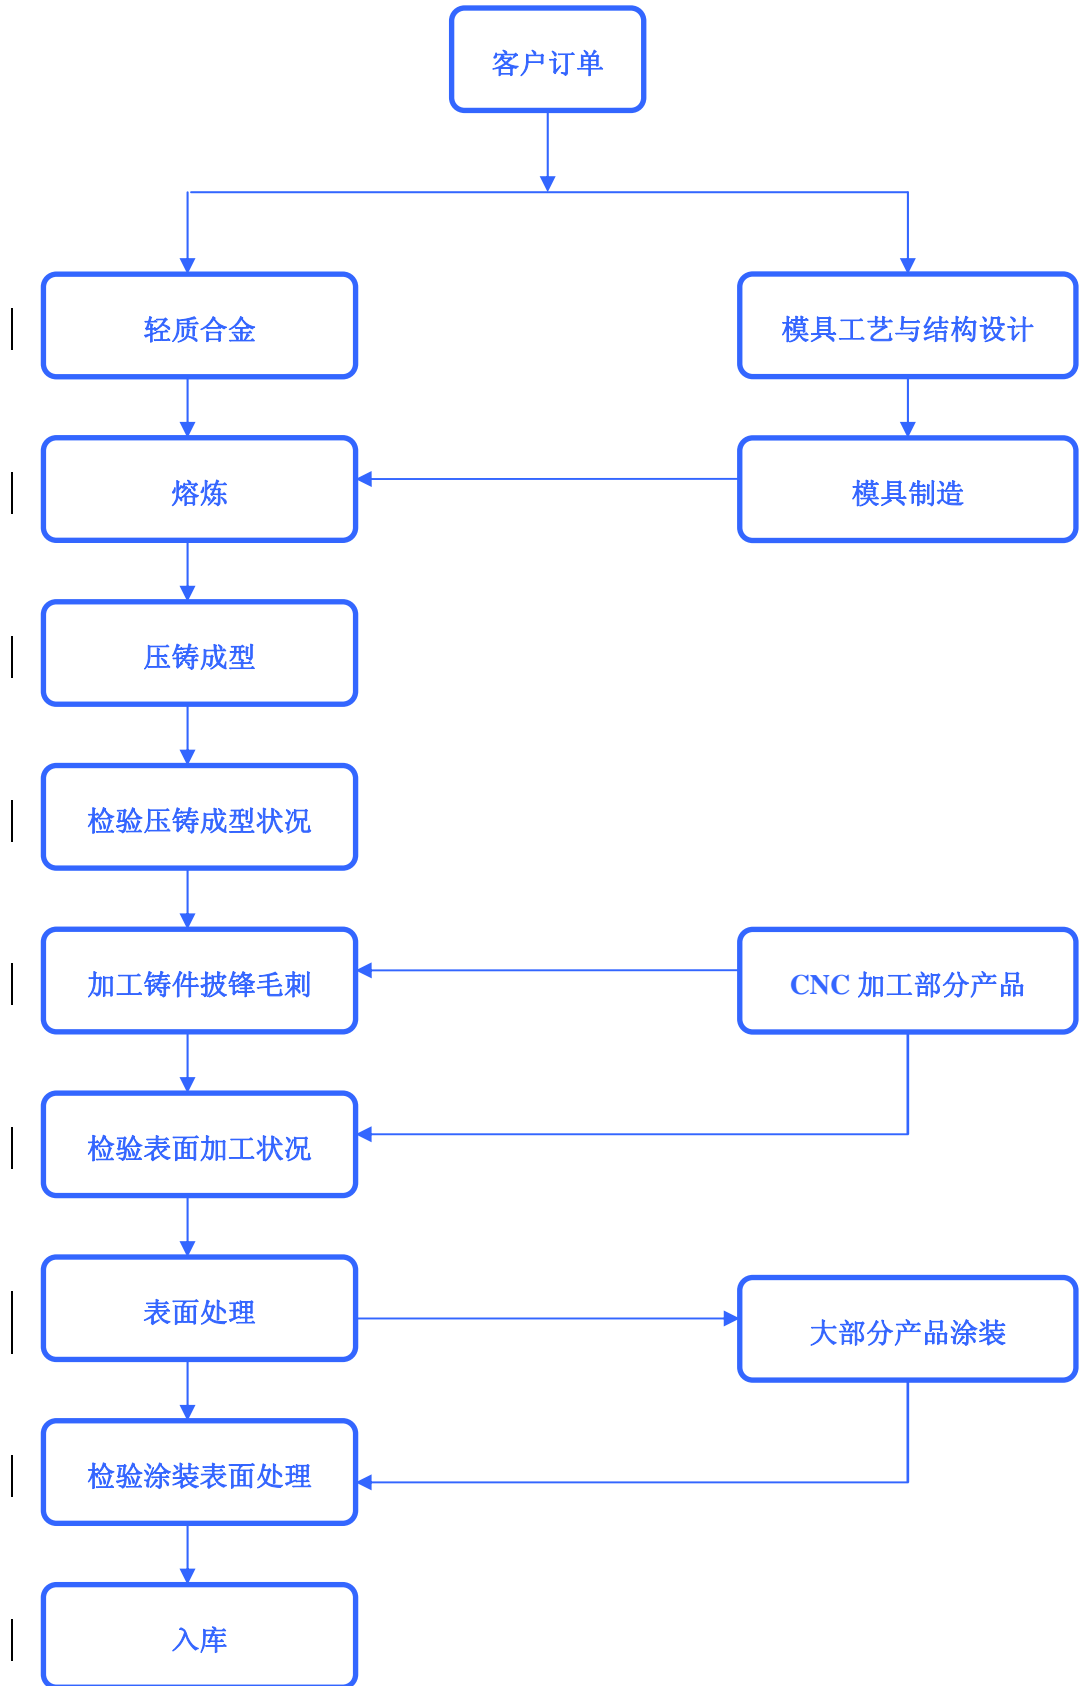 客户订单
轻质合金
模具工艺与结构设计
熔炼
模具制造
压铸成型
检验压铸成型状况
加工铸件披锋毛刺
CNC 加工部分产品
检验表面加工状况
表面处理
大部分产品涂装
检验涂装表面处理
入库